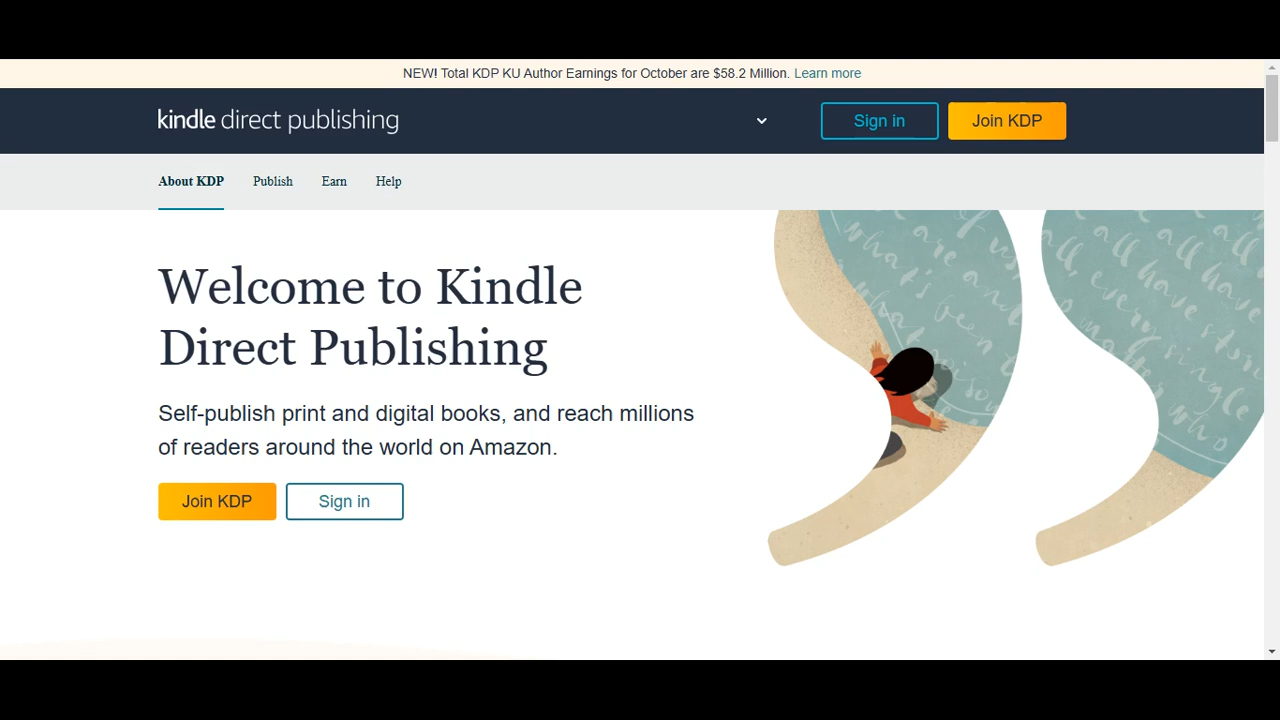 NEW! Total KDP KU Author Earnings for October are $58.2 Million. Learn more
kindle direct publishing
Sign in
Join KDP
About KDP Publish Earn Help
Welcome to Kindle
Direct Publishing
Self-publish print and digital books, and reach millions
of readers around the world on Amazon.
Join KDP
Sign in